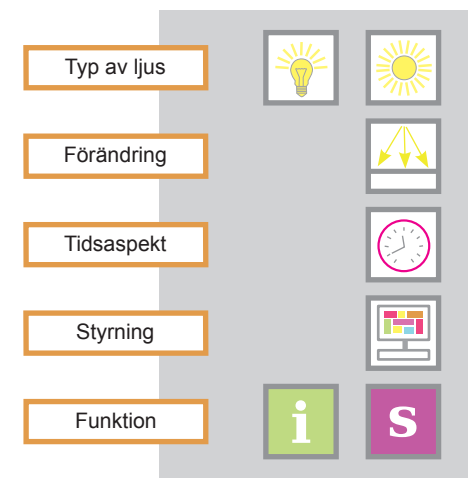 Typ av ljus
Förändring
Tidsaspekt
Styrning
Funktion
i
s